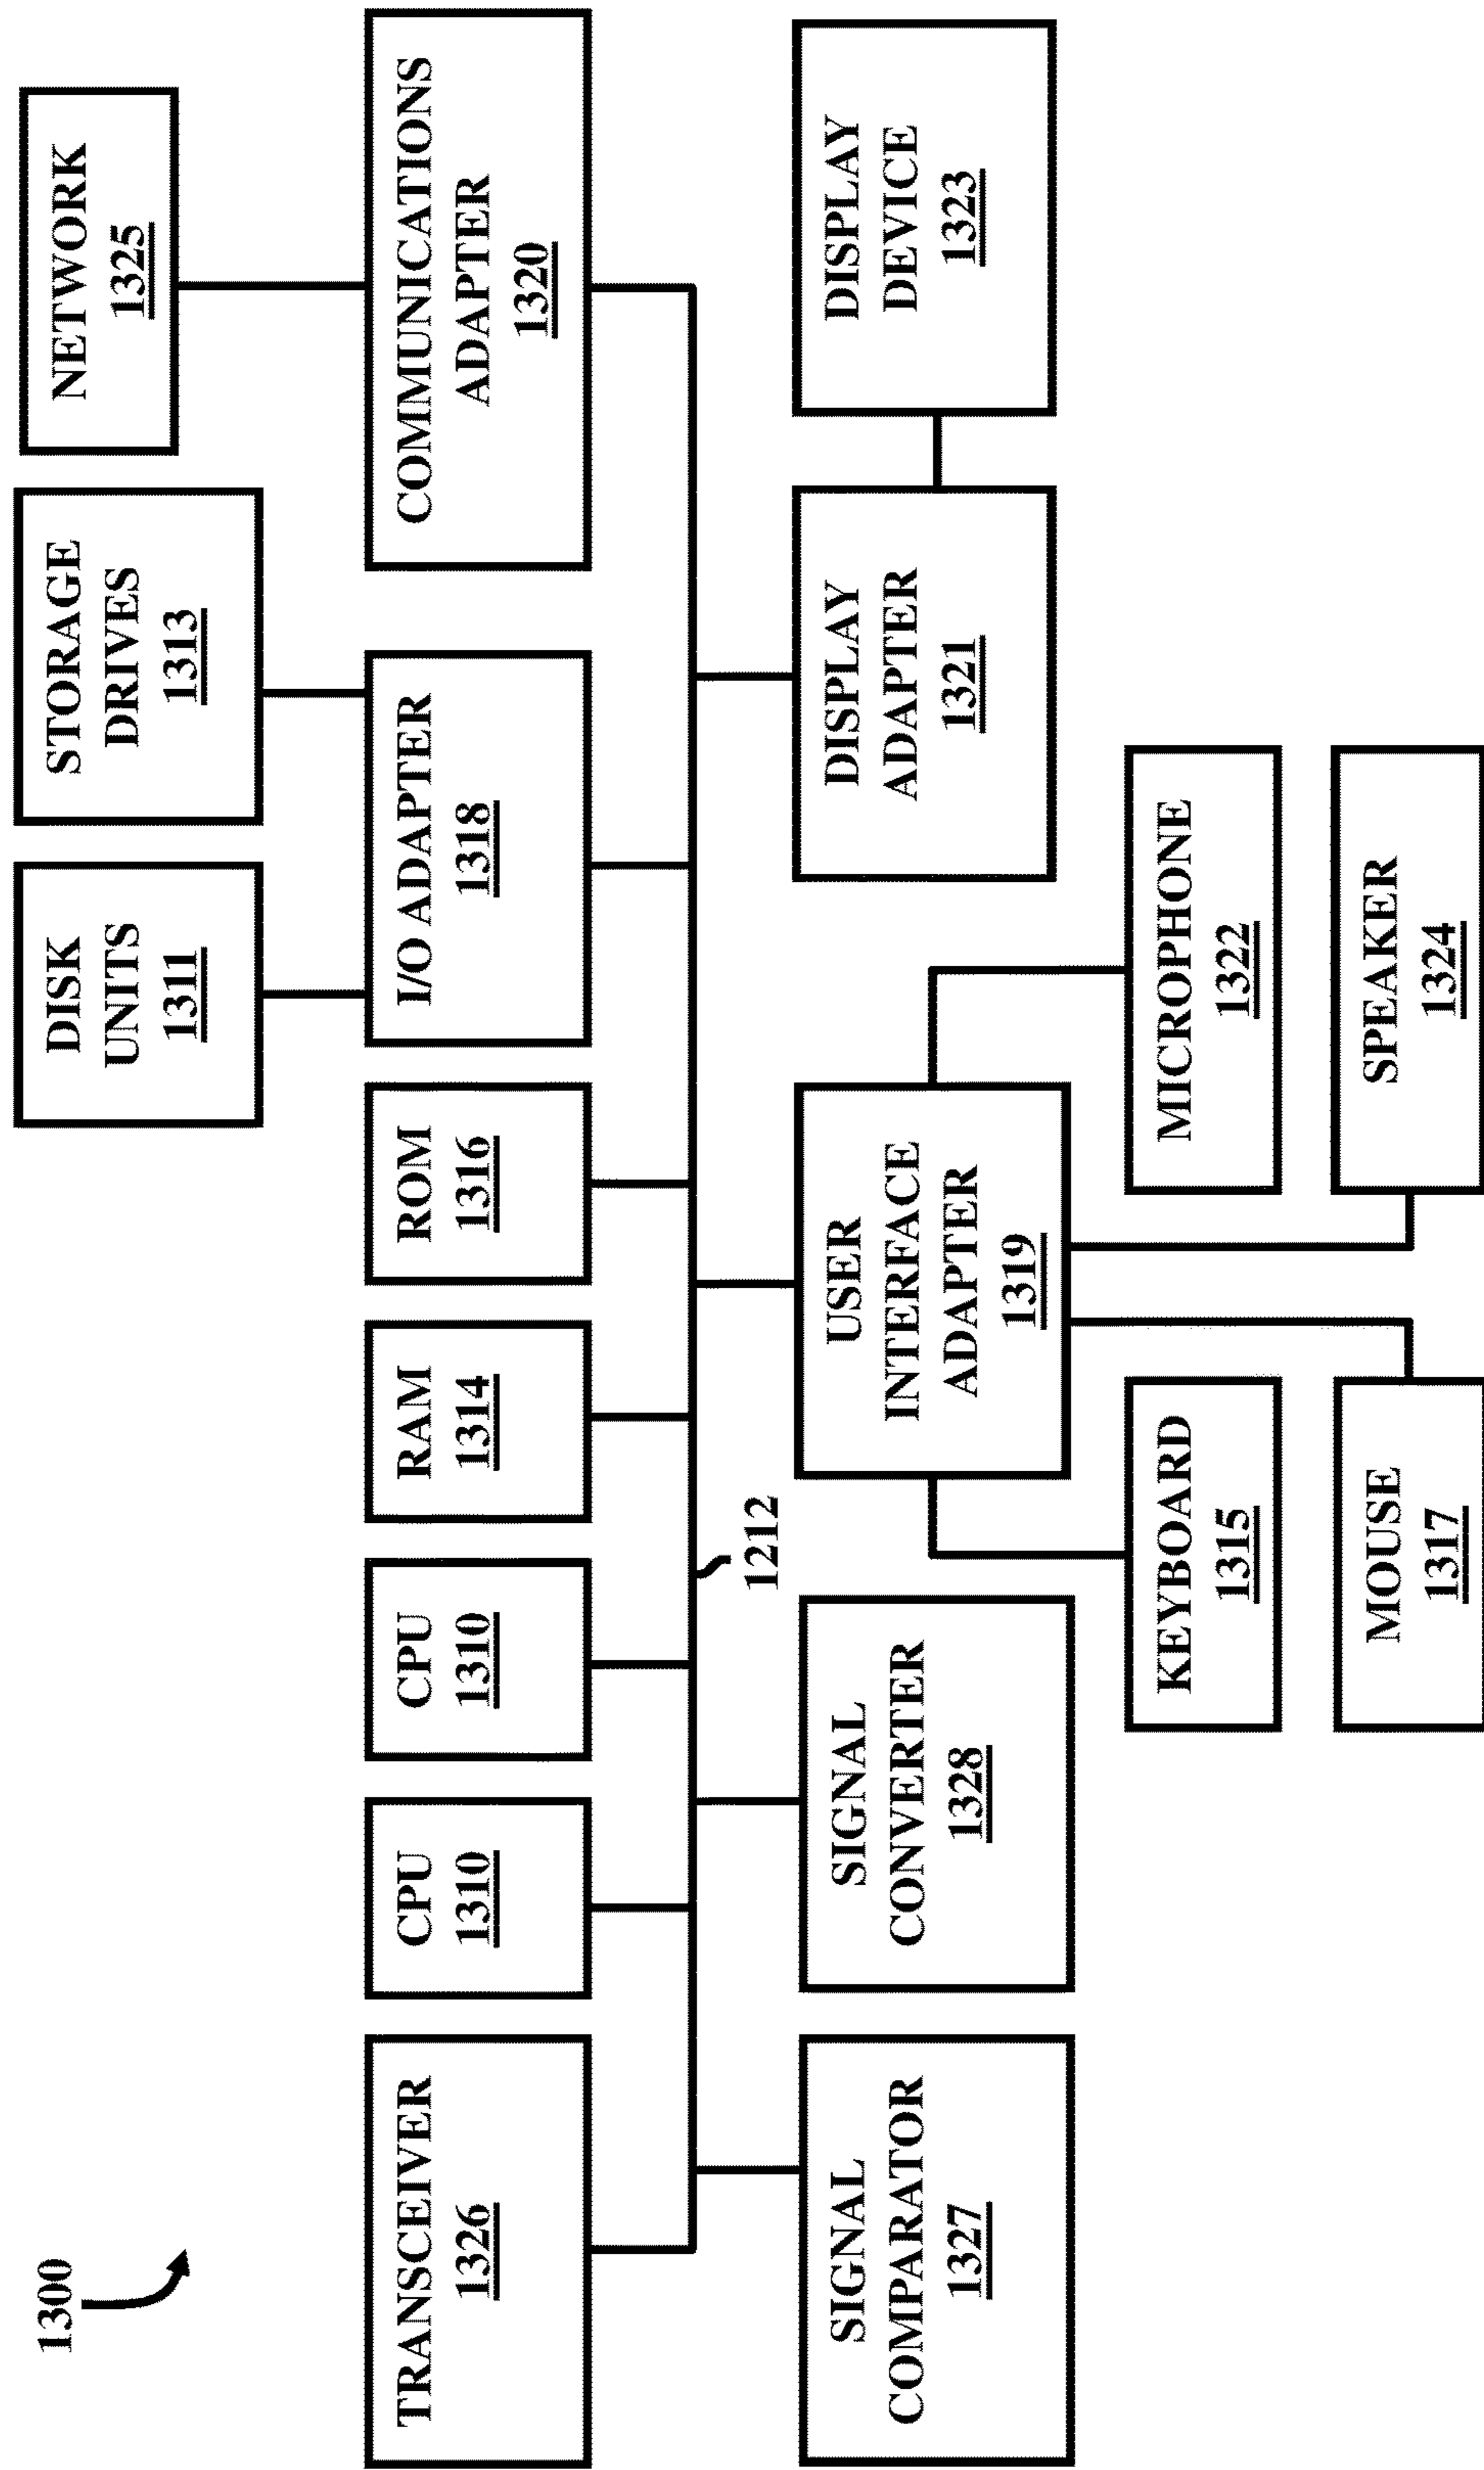 1300
DISK
UNITS
1311
STORAGE
DRIVES
1313
NETWORK
1325
TRANSCEIVER
1326
CPU
1310
CPU
1310
RAM
1314
ROM
1316
I/O ADAPTER
1318
COMMUNICATIONS
ADAPTER
1320
1212
SIGNAL
COMPARATOR
1327
SIGNAL
CONVERTER
1328
USER
INTERFACE
ADAPTER
1319
DISPLAY
ADAPTER
1321
DISPLAY
DEVICE
1323
KEYBOARD
1315
MICROPHONE
1322
MOUSE
1317
SPEAKER
1324